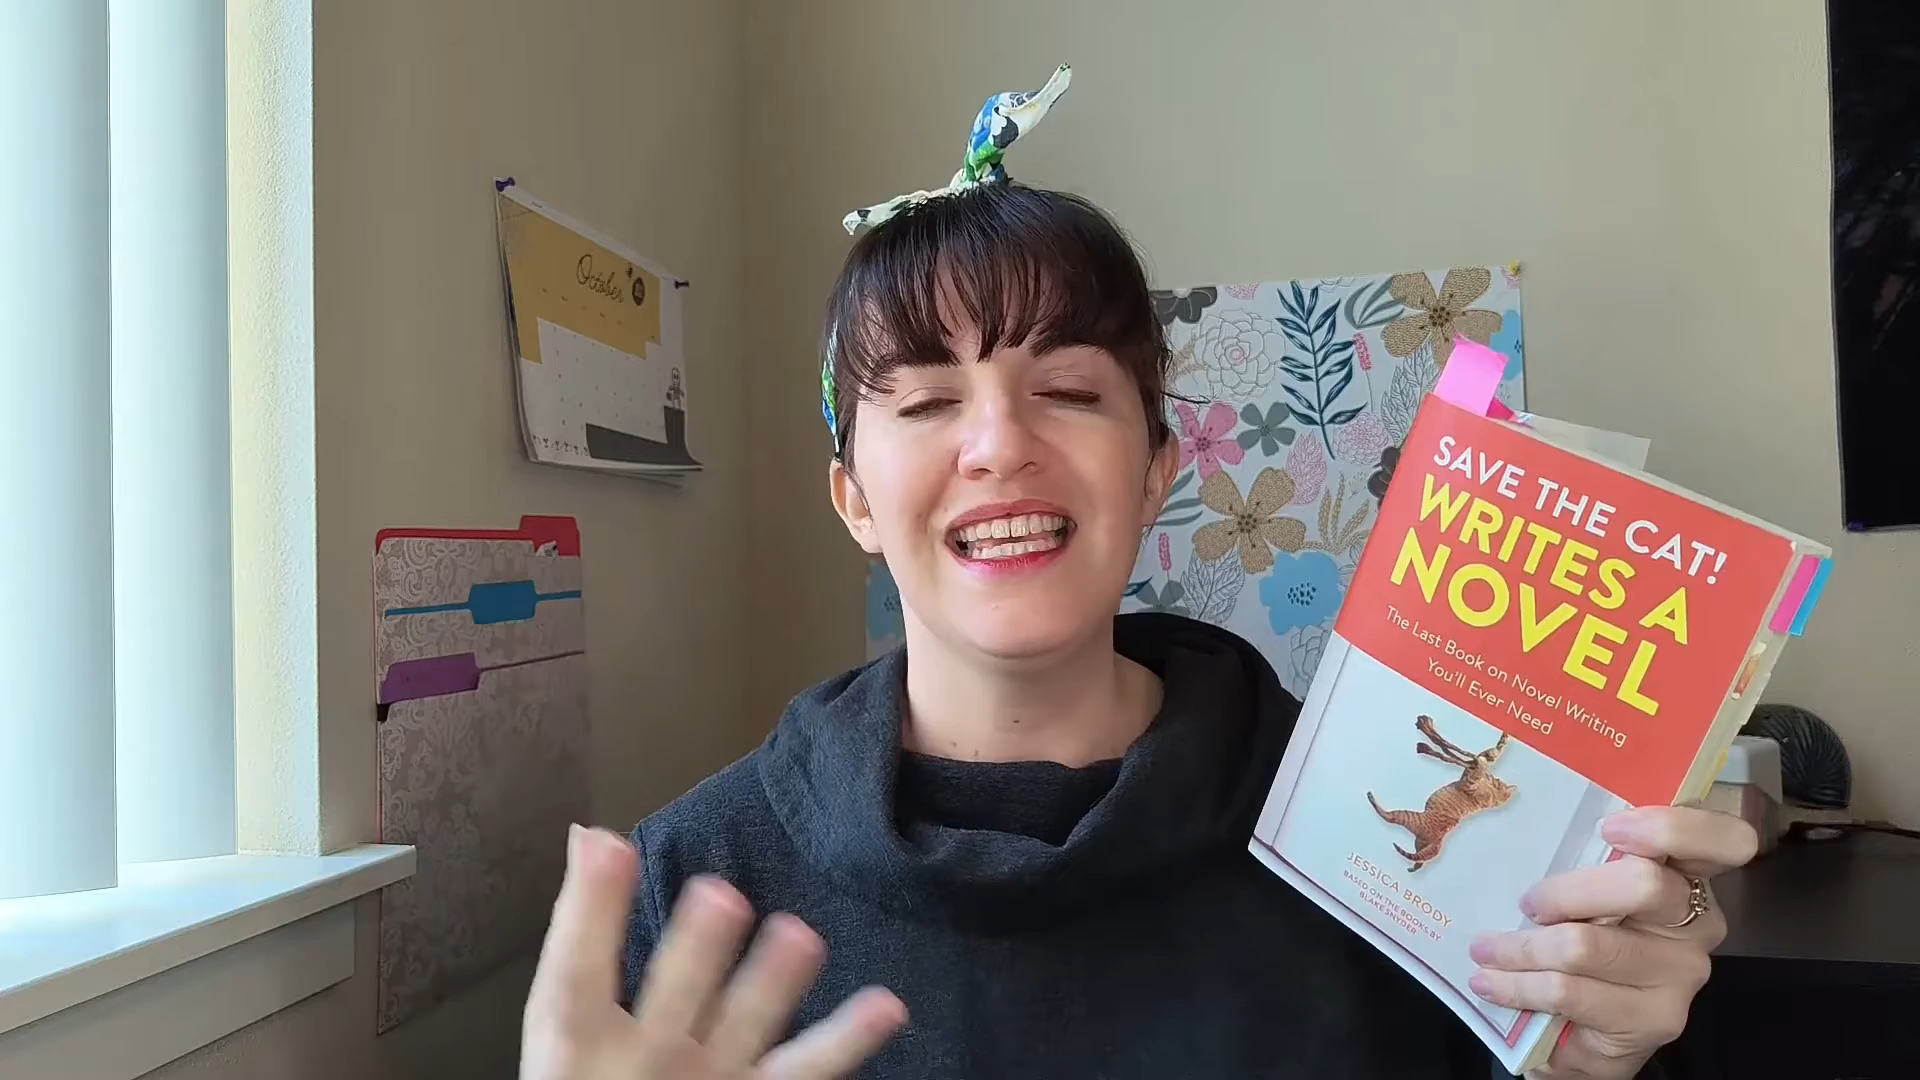 October
SAVE THE CAT!
WRITES A
NOVEL
The Last Book on Novel Writing
You'll Ever Need
JESSICA BRODY
BASED ON THE BOOKS BY
BLAKE SNYDER